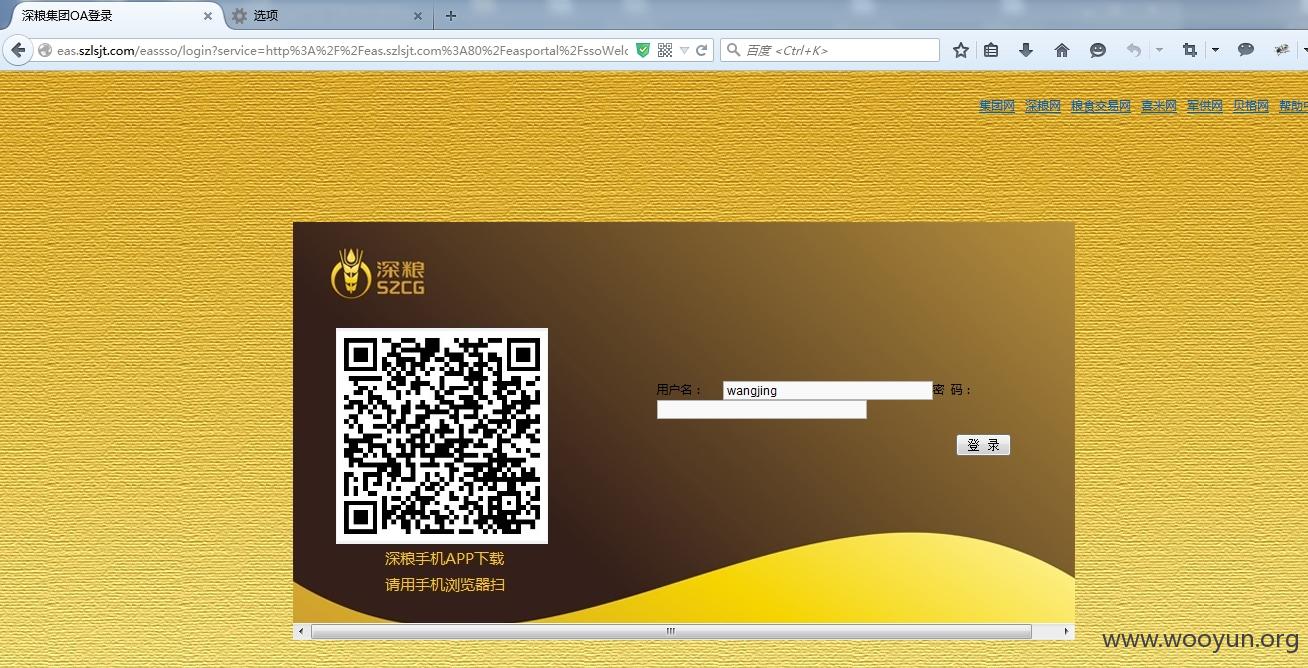 深粮集团OA登录
选项
eas.szlsjt.com/eassso/login?service=http%3A%2F%2Feas.szlsjt.com%3A80%2Feasportal%2FssoWelc
百度 <Ctrl+K>
集团网 深粮网 粮食交易网 喜米网 军供网 贝格网 帮助中
深粮
SZCG
用户名： wangjing 密 码：
登 录
深粮手机APP下载
请用手机浏览器扫
www.wooyun.org